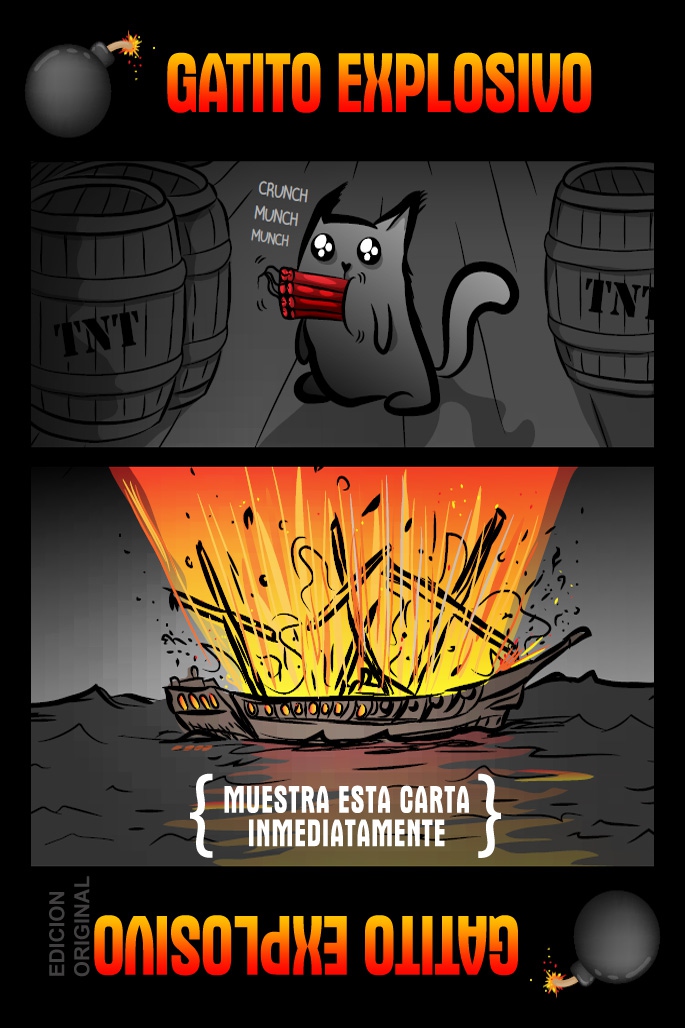 GATITO EXPLOSIVO
CRUNCH
MUNCH
MUNCH
TNT
TNT
MUESTRA ESTA CARTA
INMEDIATAMENTE
EDICION
ORIGINAL
GATITO EXPLOSIVO